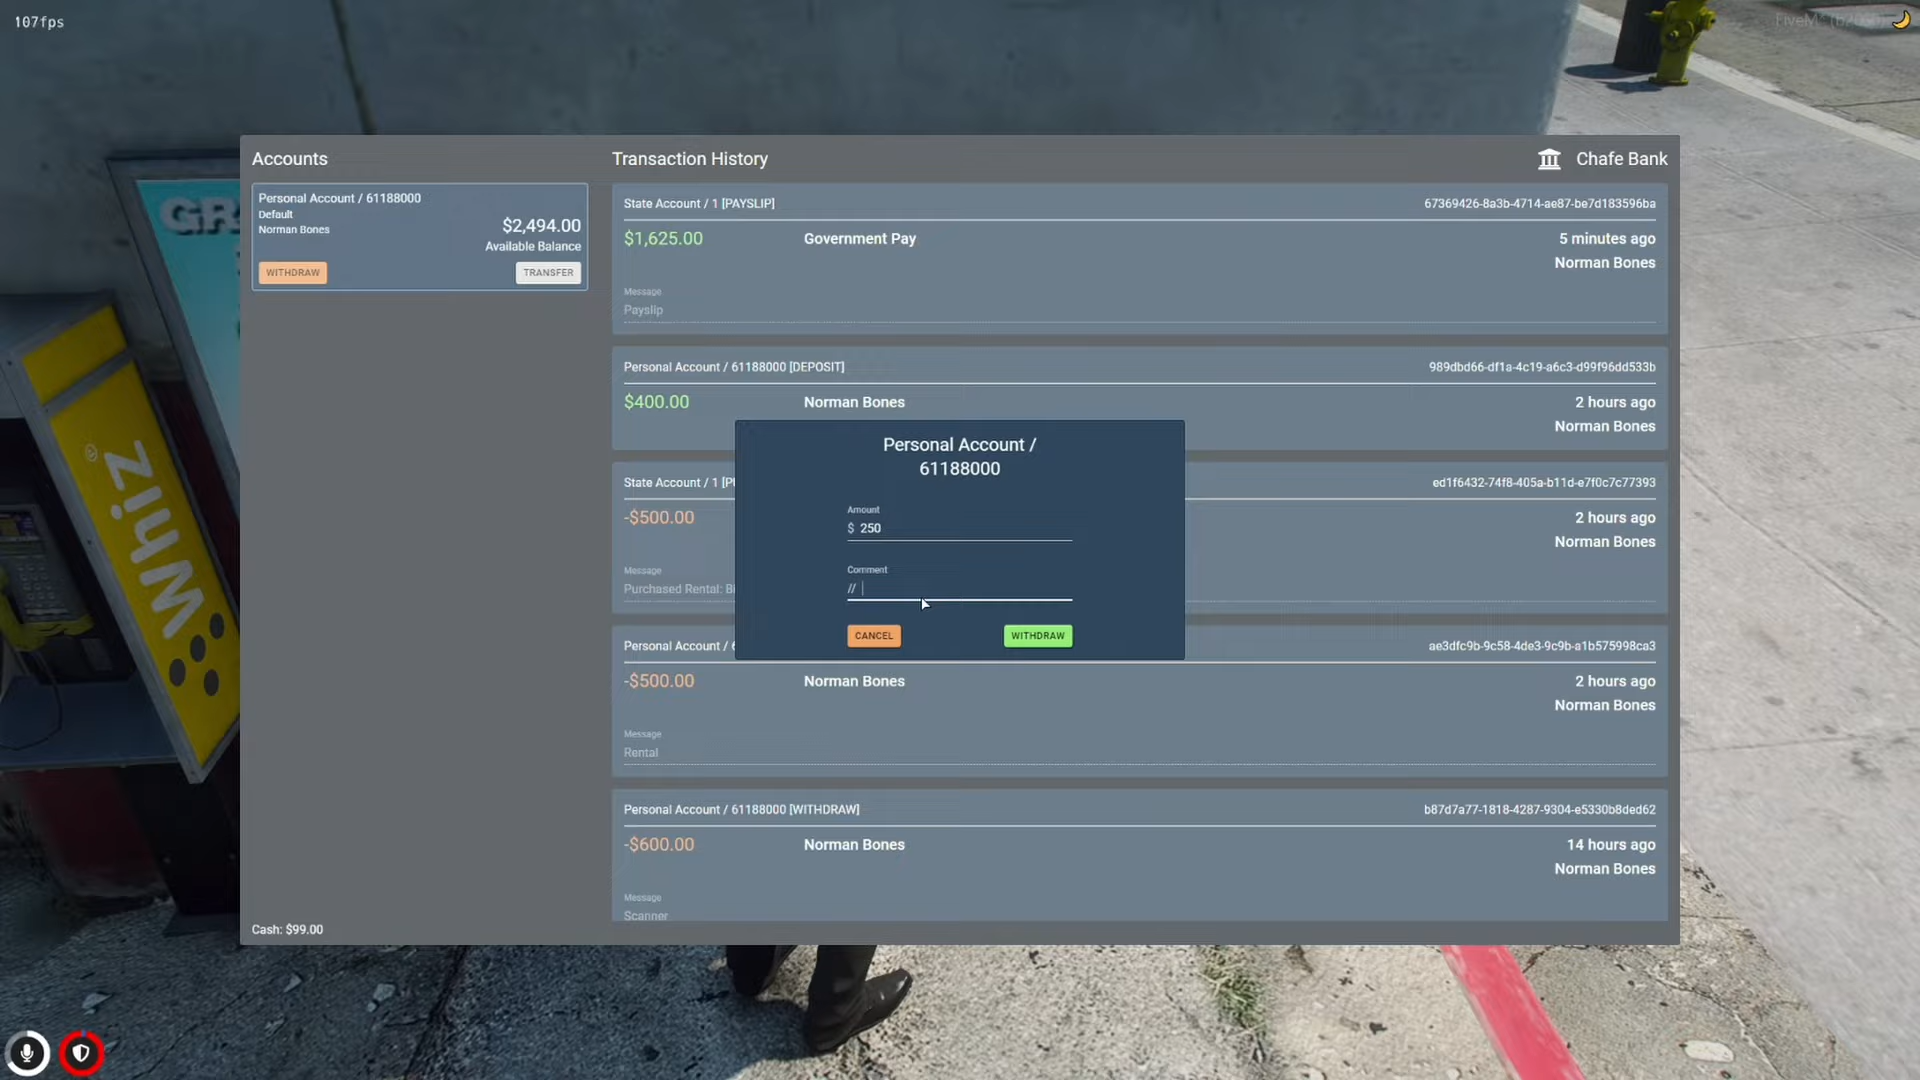 107fps
FiveM
GR
Whiz
Accounts
Personal Account / 61188000
Default
Norman Bones
$2,494.00
Available Balance
WITHDRAW
TRANSFER
Cash: $99.00
Transaction History
Chafe Bank
State Account / 1 [PAYSLIP]
67369426-8a3b-4714-ae87-be7d183596ba
$1,625.00
Government Pay
5 minutes ago
Norman Bones
Message
Payslip
Personal Account / 61188000 [DEPOSIT]
989dbd66-df1a-4c19-a6c3-d99f96dd533b
$400.00
Norman Bones
2 hours ago
Norman Bones
State Account / 1 [PU
ed1f6432-74f8-405a-b11d-e7f0c7c77393
-$500.00
2 hours ago
Norman Bones
Message
Purchased Rental:
Personal Account /
ae3dfc9b-9c58-4de3-9c9b-a1b575998ca3
-$500.00
Norman Bones
2 hours ago
Norman Bones
Message
Rental
Personal Account / 61188000 [WITHDRAW]
b87d7a77-1818-4287-9304-e5330b8ded62
-$600.00
Norman Bones
14 hours ago
Norman Bones
Message
Scanner
Personal Account /
61188000
Amount
$ 250
Comment
//
CANCEL
WITHDRAW